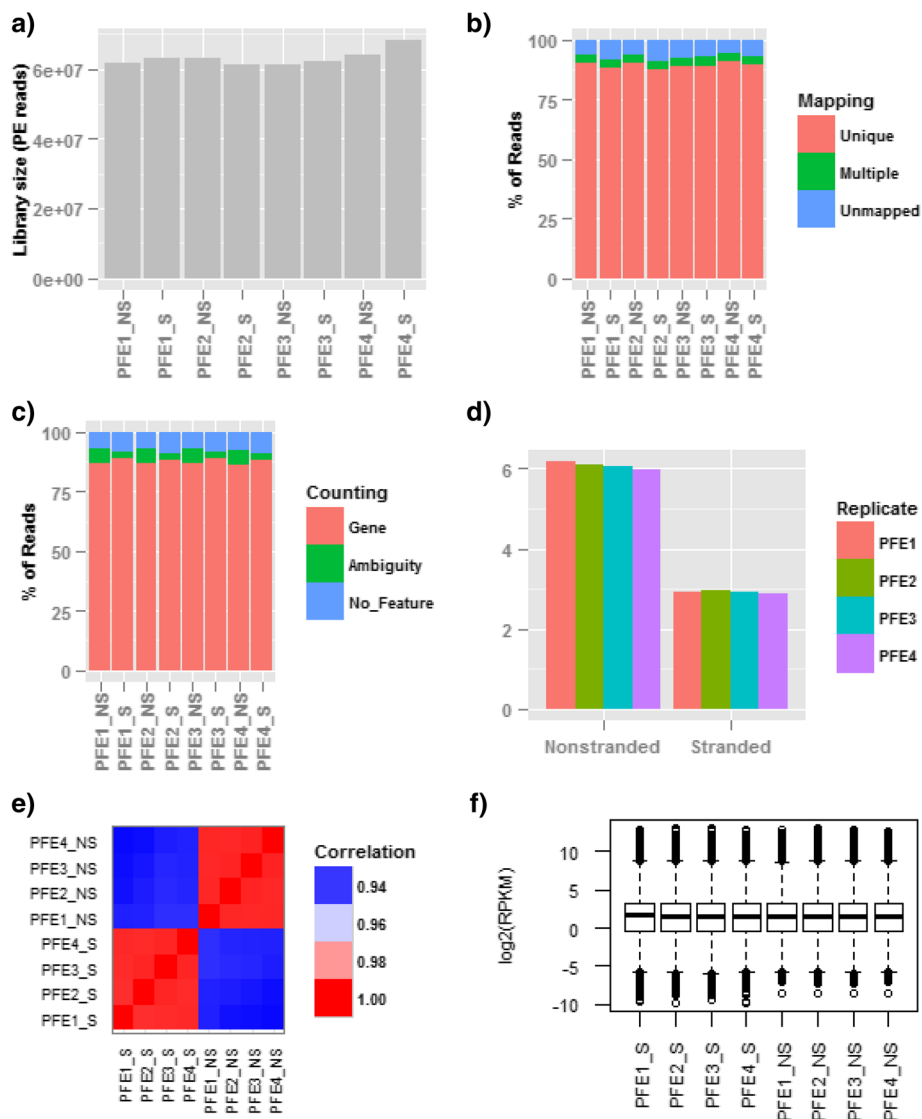 a)
Library size (PE reads)
6e+07
4e+07
2e+07
0e+00
PFE1_NS
PFE1_S
PFE2_NS
PFE2_S
PFE3_NS
PFE3_S
PFE4_NS
PFE4_S
b)
% of Reads
100
75
50
25
0
PFE1_NS
PFE1_S
PFE2_NS
PFE2_S
PFE3_NS
PFE3_S
PFE4_NS
PFE4_S
Mapping
Unique
Multiple
Unmapped
c)
% of Reads
100
75
50
25
0
PFE1_NS
PFE1_S
PFE2_NS
PFE2_S
PFE3_NS
PFE3_S
PFE4_NS
PFE4_S
Counting
Gene
Ambiguity
No_Feature
d)
6
4
2
0
Nonstranded
Stranded
Replicate
PFE1
PFE2
PFE3
PFE4
e)
PFE4_NS
PFE3_NS
PFE2_NS
PFE1_NS
PFE4_S
PFE3_S
PFE2_S
PFE1_S
PFE1_S
PFE2_S
PFE3_S
PFE4_S
PFE1_NS
PFE2_NS
PFE3_NS
PFE4_NS
Correlation
0.94
0.96
0.98
1.00
f)
log2(RPKM)
10
5
0
-5
-10
PFE1_S
PFE2_S
PFE3_S
PFE4_S
PFE1_NS
PFE2_NS
PFE3_NS
PFE4_NS